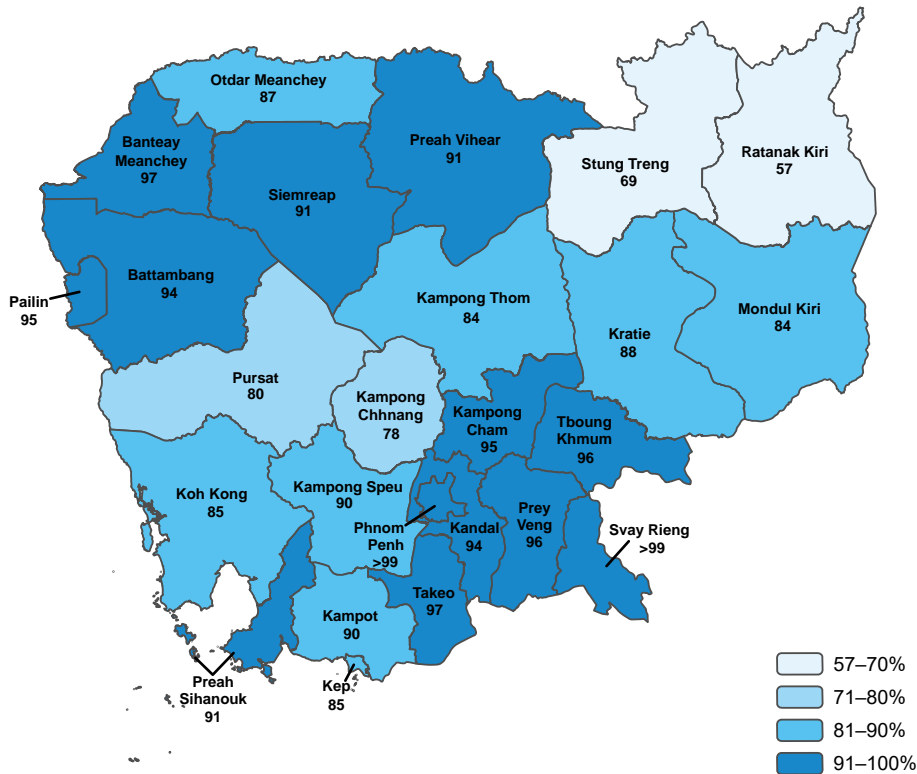 Otdar Meanchey
87
Banteay
Meanchey
97
Preah Vihear
91
Stung Treng
69
Ratanak Kiri
57
Siemreap
91
Battambang
94
Pailin
95
Kampong Thom
84
Kratie
88
Mondul Kiri
84
Pursat
80
Kampong
Chhnang
78
Kampong
Cham
95
Tboung
Khmum
96
Koh Kong
85
Kampong Speu
90
Phnom
Penh
>99
Kandal
94
Prey
Veng
96
Svay Rieng
>99
Takeo
97
Kampot
90
Preah
Sihanouk
91
Kep
85
57–70%
71–80%
81–90%
91–100%